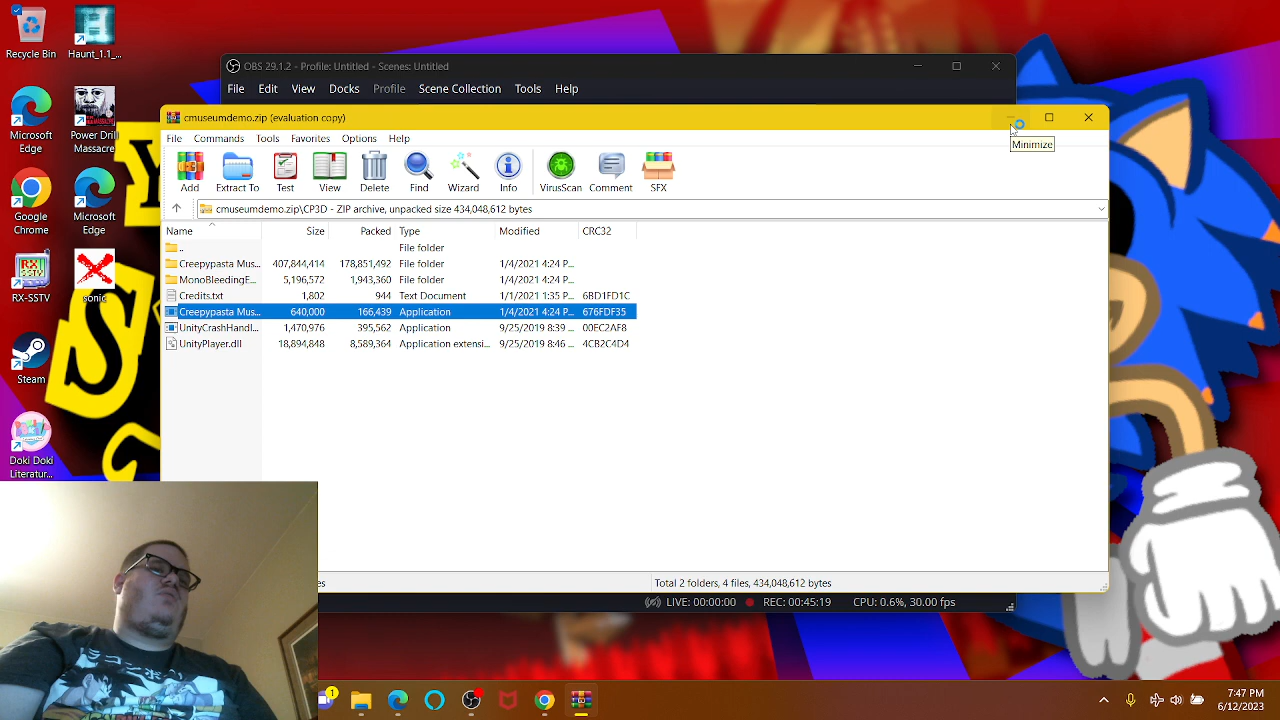 Recycle Bin
Haunt_1.1_...
Microsoft Edge
Power Drill Massacre
Google Chrome
Microsoft Edge
RX-SSTV
sonic
Steam
Doki Doki Literatur...
OBS 29.1.2 - Profile: Untitled - Scenes: Untitled
File Edit View Docks Profile Scene Collection Tools Help
cmuseumdemo.zip (evaluation copy)
File Commands Tools Favorites Options Help
Minimize
Add Extract To Test View Delete Find Wizard Info VirusScan Comment SFX
cmuseumdemo.zip\CP3D - ZIP archive, unpacked size 434,048,612 bytes
Name Size Packed Type Modified CRC32
.. File folder
Creepypasta Mus... 407,844,414 178,851,492 File folder 1/4/2021 4:24 P...
MonoBleedingE... 5,196,572 1,943,360 File folder 1/4/2021 4:24 P...
Credits.txt 1,802 944 Text Document 1/1/2021 1:35 P... 6BD1FD1C
Creepypasta Mus... 640,000 166,439 Application 1/4/2021 4:24 P... 676FDF35
UnityCrashHandl... 1,470,976 395,562 Application 9/25/2019 8:39 ... 00EC2AF8
UnityPlayer.dll 18,894,848 8,589,364 Application extensi... 9/25/2019 8:46 ... 4CB2C4D4
es
Total 2 folders, 4 files, 434,048,612 bytes
LIVE: 00:00:00 REC: 00:45:19 CPU: 0.6%, 30.00 fps
1
7:47 PM
6/12/2023